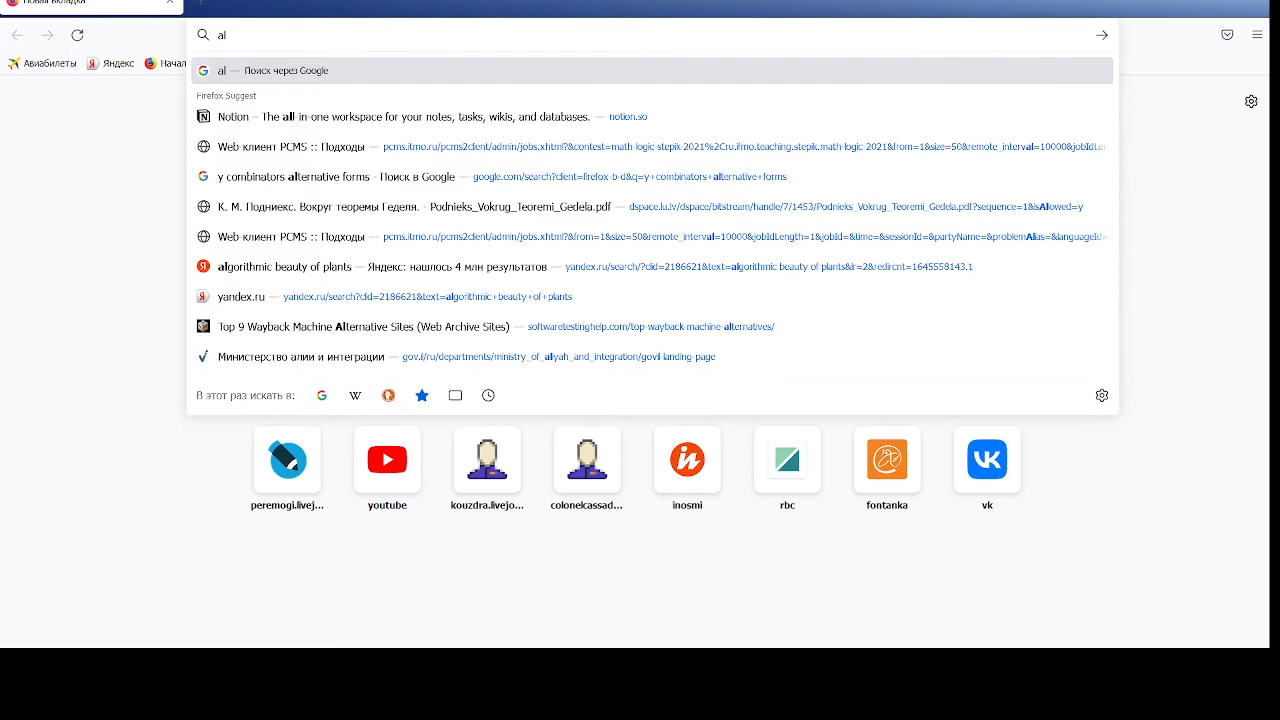 Новая вкладка
al
Авиабилеты Яндекс Начал
al — Поиск через Google
Firefox Suggest
Notion – The all-in-one workspace for your notes, tasks, wikis, and databases. — notion.so
Web-клиент PCMS :: Подходы — pcms.itmo.ru/pcms2client/admin/jobs.xhtml?&contest=math-logic-stepik-2021%2Cru.ifmo.teaching.stepik.math-logic-2021&from=1&size=50&remote_interval=10000&jobIdLen
y combinators alternative forms - Поиск в Google — google.com/search?client=firefox-b-d&q=y+combinators+alternative+forms
К. М. Подниекс. Вокруг теоремы Геделя. - Podnieks_Vokrug_Teoremi_Gedela.pdf — dspace.lu.lv/dspace/bitstream/handle/7/1453/Podnieks_Vokrug_Teoremi_Gedela.pdf?sequence=1&isAllowed=y
Web-клиент PCMS :: Подходы — pcms.itmo.ru/pcms2client/admin/jobs.xhtml?&from=1&size=50&remote_interval=10000&jobIdLength=1&jobId=&time=&sessionId=&partyName=&problemAlias=&languageId=
algorithmic beauty of plants — Яндекс: нашлось 4 млн результатов — yandex.ru/search/?clid=2186621&text=algorithmic beauty of plants&lr=2&redircnt=1645558143.1
yandex.ru — yandex.ru/search?clid=2186621&text=algorithmic+beauty+of+plants
Top 9 Wayback Machine Alternative Sites (Web Archive Sites) — softwaretestinghelp.com/top-wayback-machine-alternatives/
Министерство алии и интеграции — gov.il/ru/departments/ministry_of_aliyah_and_integration/govil-landing-page
В этот раз искать в:
peremogi.livej... youtube kouzdra.livejo... colonelcassad... inosmi rbc fontanka vk